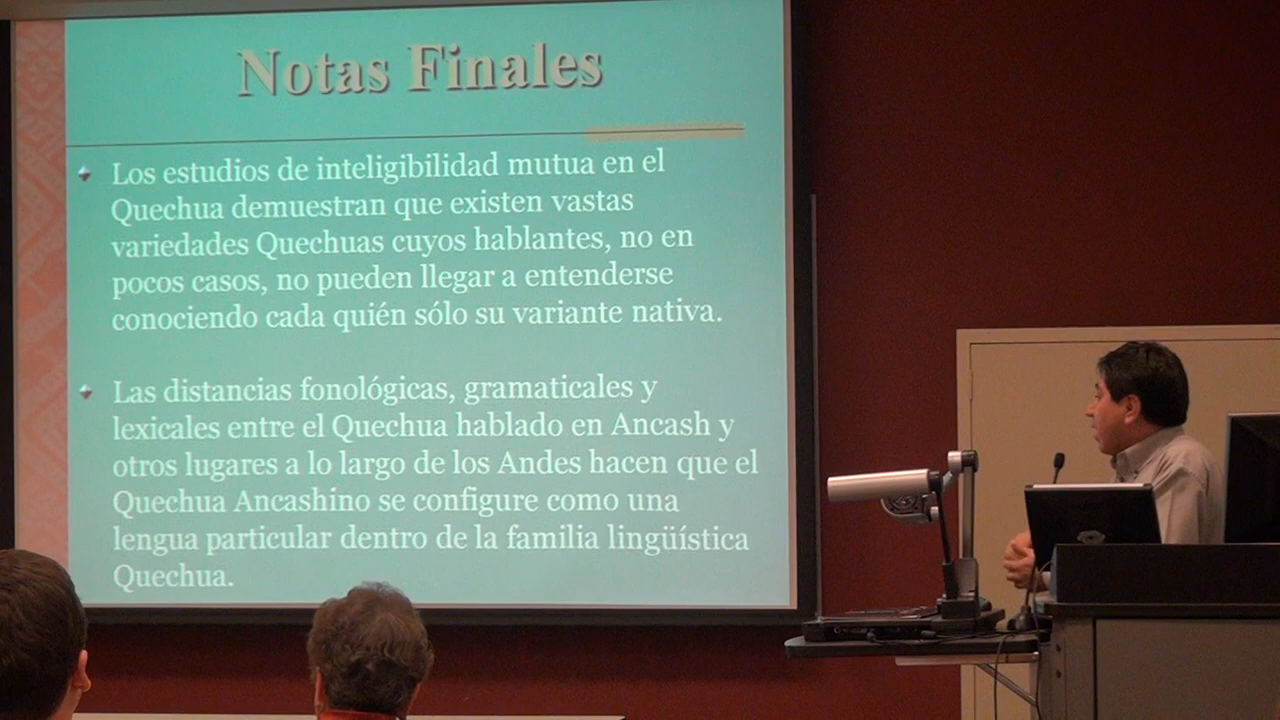 Notas Finales
Los estudios de inteligibilidad mutua en el
Quechua demuestran que existen vastas
variedades Quechuas cuyos hablantes, no en
pocos casos, no pueden llegar a entenderse
conociendo cada quién sólo su variante nativa.
Las distancias fonológicas, gramaticales y
lexicales entre el Quechua hablado en Ancash y
otros lugares a lo largo de los Andes hacen que el
Quechua Ancashino se configure como una
lengua particular dentro de la familia lingüística
Quechua.